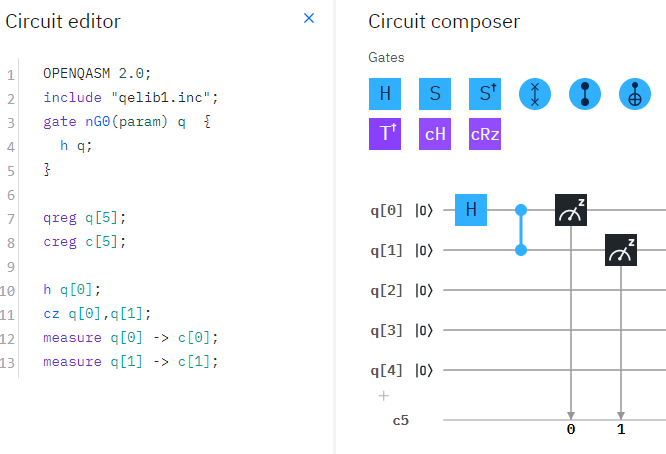 Circuit editor
×
1 OPENQASM 2.0;
2 include "qelib1.inc";
3 gate nG0(param) q {
4 h q;
5 }
6
7 qreg q[5];
8 creg c[5];
9
10 h q[0];
11 cz q[0],q[1];
12 measure q[0] -> c[0];
13 measure q[1] -> c[1];
Circuit composer
Gates
H S S†
T† cH cRz
q[0] |0⟩ H z
q[1] |0⟩ z
q[2] |0⟩
q[3] |0⟩
q[4] |0⟩
+
c5
0 1